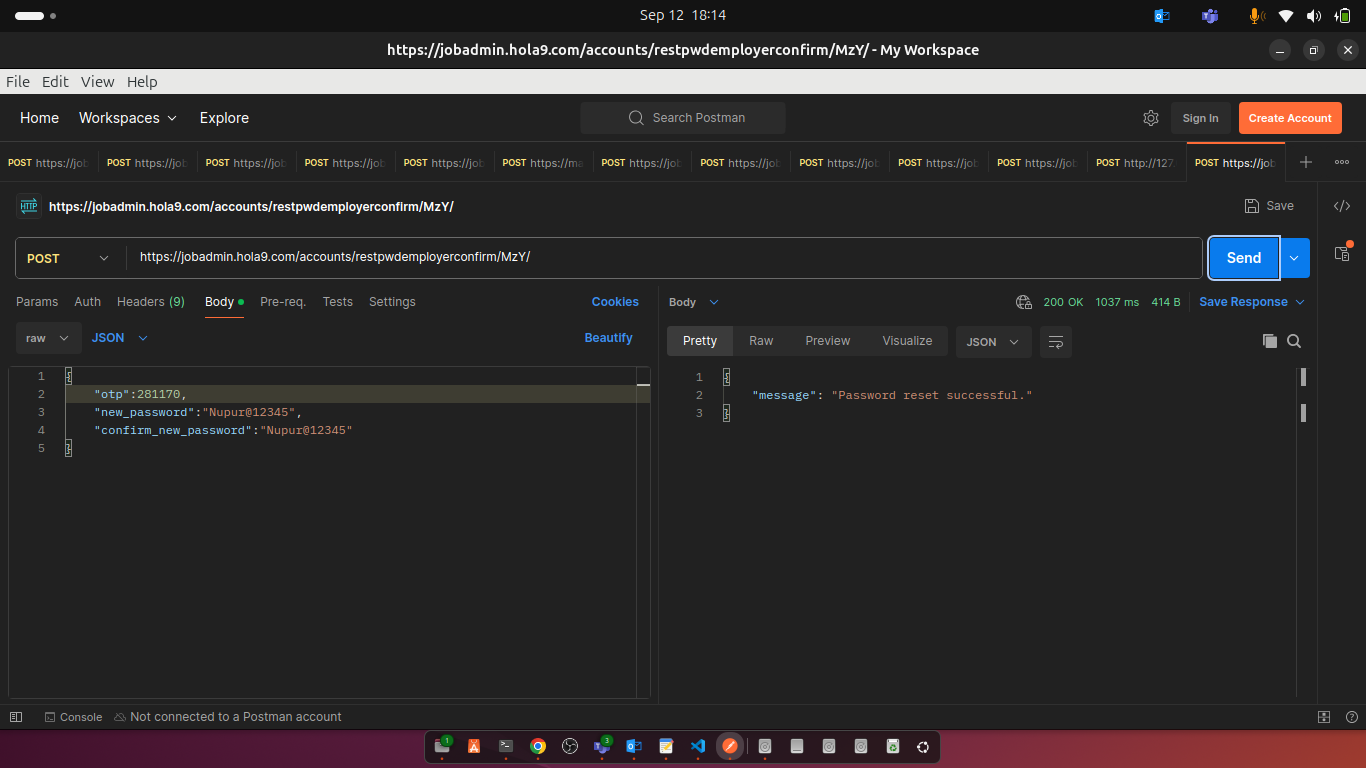 Sep 12 18:14
https://jobadmin.hola9.com/accounts/restpwdemployerconfirm/MzY/ - My Workspace
File Edit View Help
Home Workspaces Explore Search Postman Sign In Create Account
POST https://job POST https://job POST https://job POST https://job POST https://job POST https://ma POST https://job POST https://job POST https://job POST https://job POST https://job POST http://127. POST https://job
HTTP https://jobadmin.hola9.com/accounts/restpwdemployerconfirm/MzY/ Save
POST https://jobadmin.hola9.com/accounts/restpwdemployerconfirm/MzY/ Send
Params Auth Headers (9) Body Pre-req. Tests Settings Cookies
Body 200 OK 1037 ms 414 B Save Response
raw JSON Beautify
Pretty Raw Preview Visualize JSON
1 {
2 "otp":281170,
3 "new_password":"Nupur@12345",
4 "confirm_new_password":"Nupur@12345"
5 }
1 {
2 "message": "Password reset successful."
3 }
Console Not connected to a Postman account
1 3